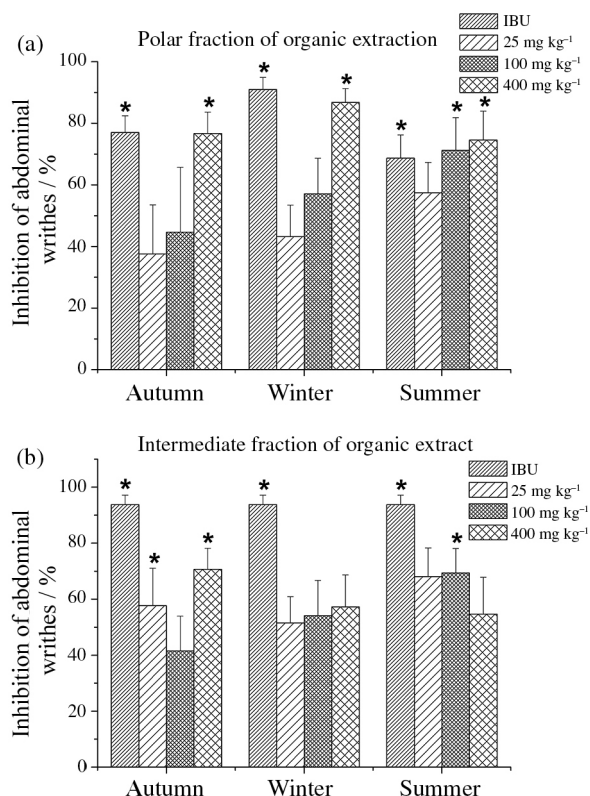 (a)
Polar fraction of organic extraction
IBU
25 mg kg⁻¹
100 mg kg⁻¹
400 mg kg⁻¹
Inhibition of abdominal
writhes / %
100
80
60
40
20
0
* * * * * * *
Autumn Winter Summer
(b)
Intermediate fraction of organic extract
IBU
25 mg kg⁻¹
100 mg kg⁻¹
400 mg kg⁻¹
Inhibition of abdominal
writhes / %
100
80
60
40
20
0
* * * * * *
Autumn Winter Summer